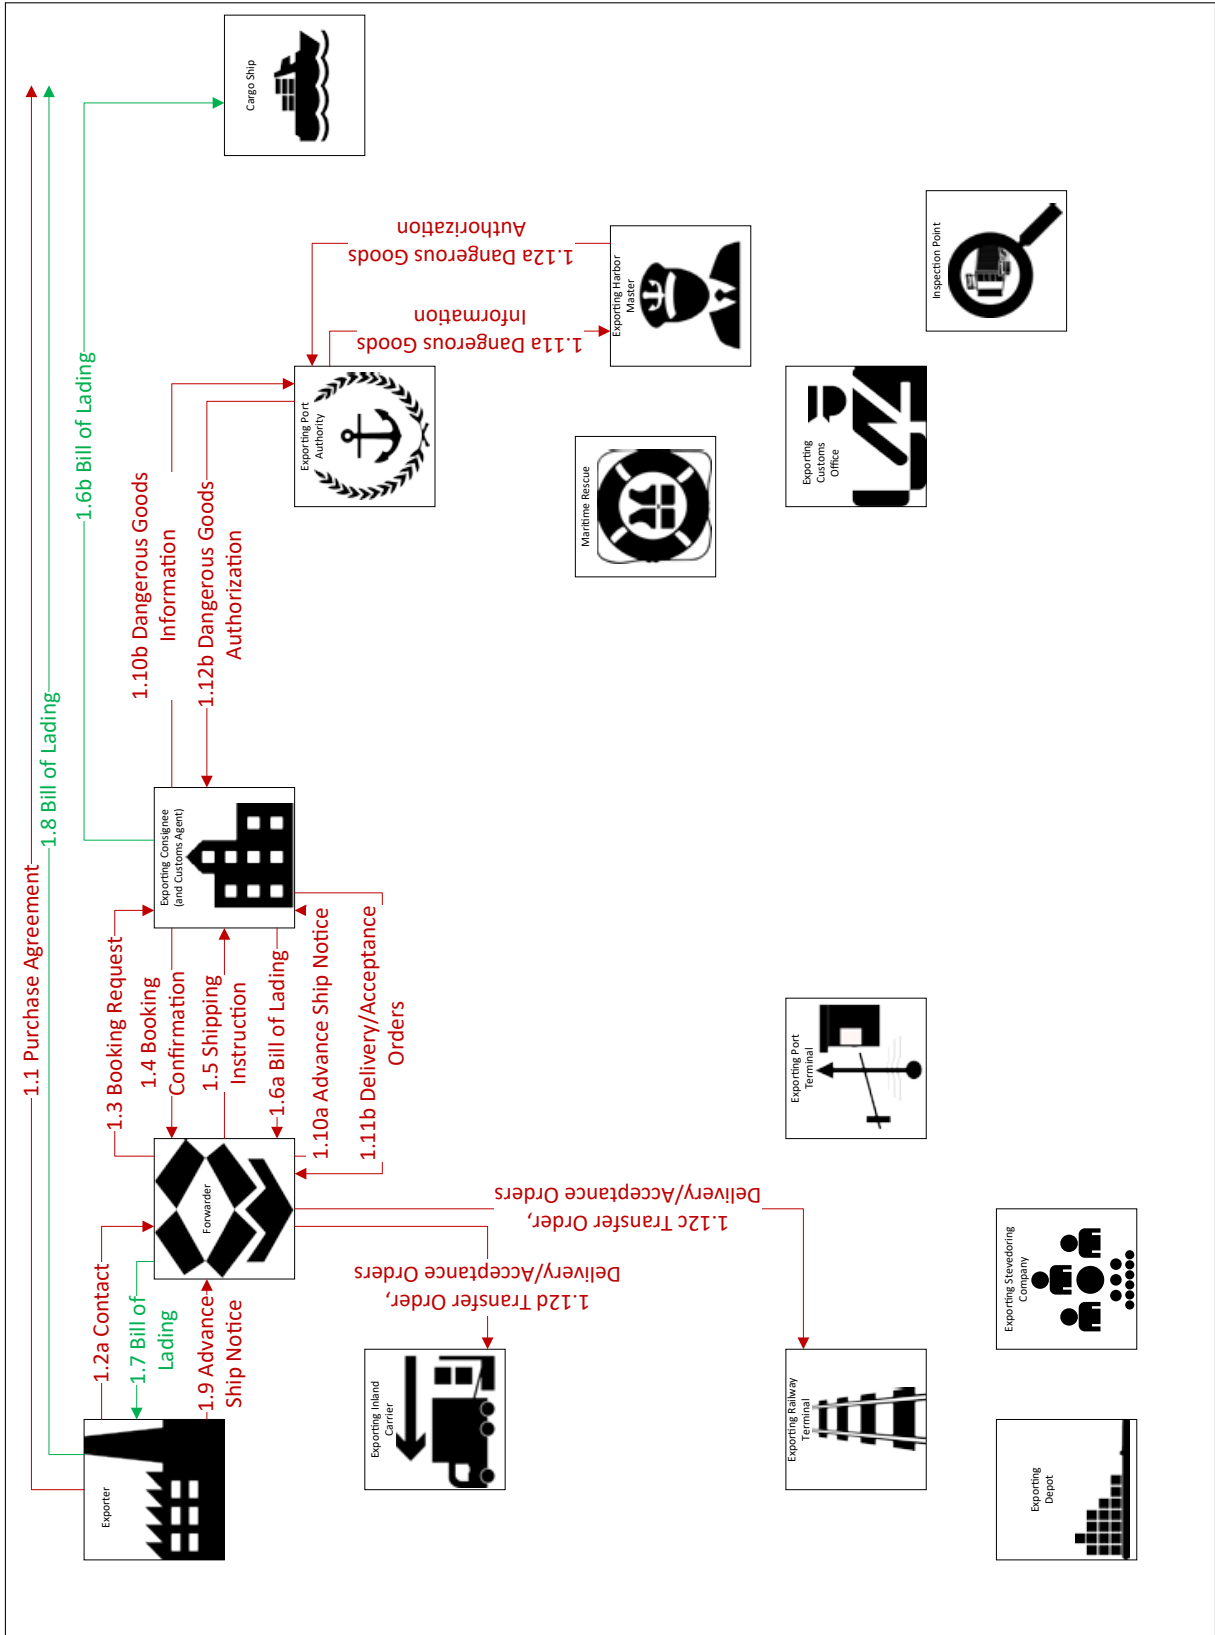 1.1 Purchase Agreement
1.8 Bill of Lading
1.6b Bill of Lading
Cargo Ship
Exporter
1.2a Contact
1.7 Bill of
Lading
1.9 Advance
Ship Notice
Forwarder
1.3 Booking Request
1.4 Booking
Confirmation
1.5 Shipping
Instruction
1.6a Bill of Lading
1.10a Advance Ship Notice
1.11b Delivery/Acceptance
Orders
Exporting Consignee
(and Customs Agent)
1.10b Dangerous Goods
Information
1.12b Dangerous Goods
Authorization
Exporting Port
Authority
1.11a Dangerous Goods
Information
1.12a Dangerous Goods
Authorization
Exporting Harbor
Master
Exporting Inland
Carrier
1.12d Transfer Order,
Delivery/Acceptance Orders
1.12c Transfer Order,
Delivery/Acceptance Orders
Maritime Rescue
Exporting Railway
Terminal
Exporting Port
Terminal
Exporting
Customs
Office
Inspection Point
Exporting
Depot
Exporting Stevedoring
Company